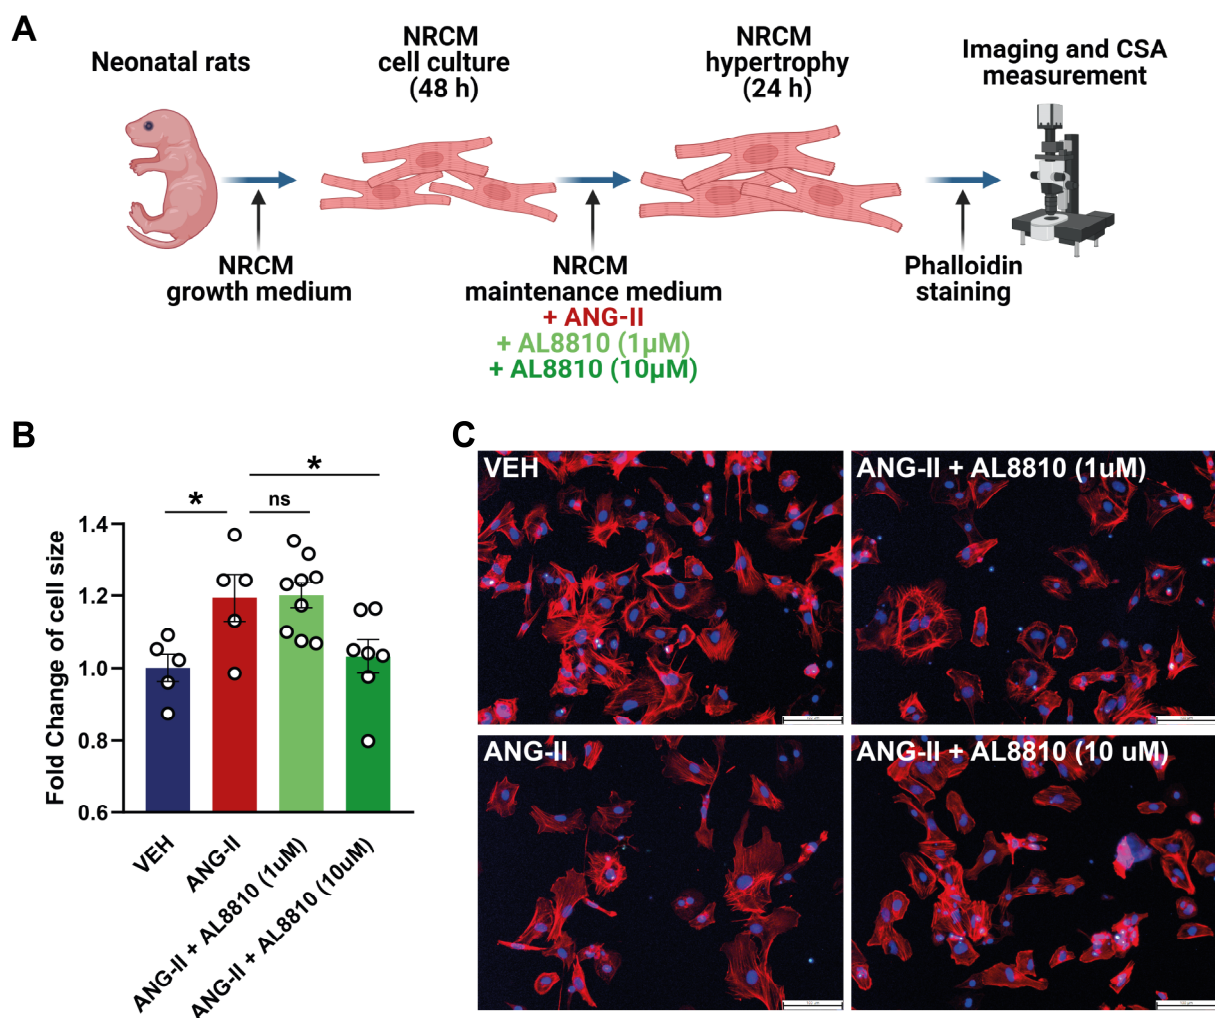 A
Neonatal rats
NRCM
cell culture
(48 h)
NRCM
hypertrophy
(24 h)
Imaging and CSA
measurement
NRCM
growth medium
NRCM
maintenance medium
+ ANG-II
+ AL8810 (1µM)
+ AL8810 (10µM)
Phalloidin
staining
B
Fold Change of cell size
1.4
1.2
1.0
0.8
0.6
*
ns
*
VEH
ANG-II
ANG-II + AL8810 (1uM)
ANG-II + AL8810 (10uM)
C
VEH
ANG-II + AL8810 (1uM)
ANG-II
ANG-II + AL8810 (10 uM)